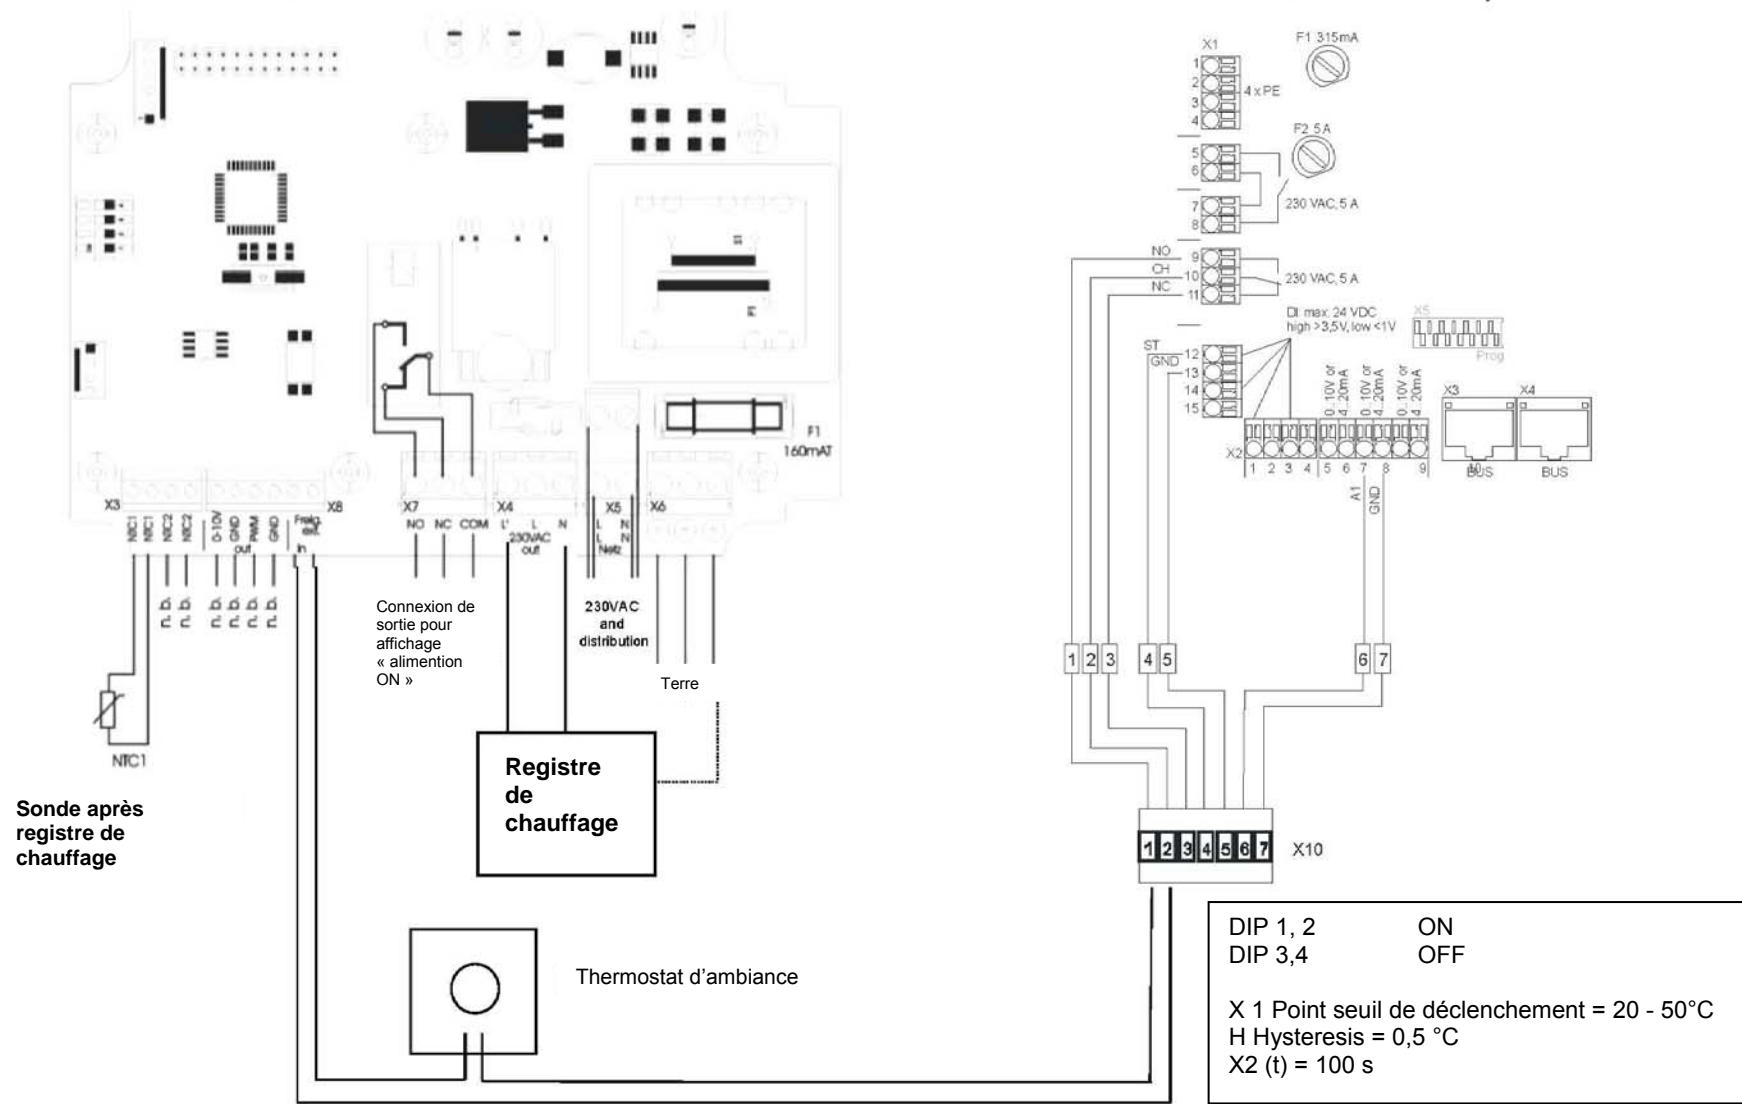 X1
F1 315mA
1
2
3
4
4 x PE
F2 5 A
5
6
7
8
230 VAC, 5 A
NO
CH
NC
9
10
11
230 VAC, 5 A
DI: max. 24 VDC
high >3,5V, low <1V
X5
Prog
ST
GND
12
13
14
15
0..10V or
4..20mA
0..10V or
4..20mA
0..10V or
4..20mA
X3
X4
X2
1 2 3 4 5 6 7 8 9
10
BUS
BUS
A1
GND
F1
160mAT
X3
X8
X7
X4
X5
X6
NTC1
NTC1
NTC2
NTC2
0-10V
GND
PWM
GND
out
In
NO NC COM
L' L N
230VAC
out
L N
L N
Netz
n. b.
n. b.
n. b.
n. b.
n. b.
n. b.
Connexion de
sortie pour
affichage
« alimention
ON »
230VAC
and
distribution
Terre
NTC1
Sonde après
registre de
chauffage
Registre
de
chauffage
Thermostat d'ambiance
1 2 3 4 5 6 7
1 2 3 4 5 6 7
X10
DIP 1, 2 ON
DIP 3,4 OFF
X 1 Point seuil de déclenchement = 20 - 50°C
H Hysteresis = 0,5 °C
X2 (t) = 100 s